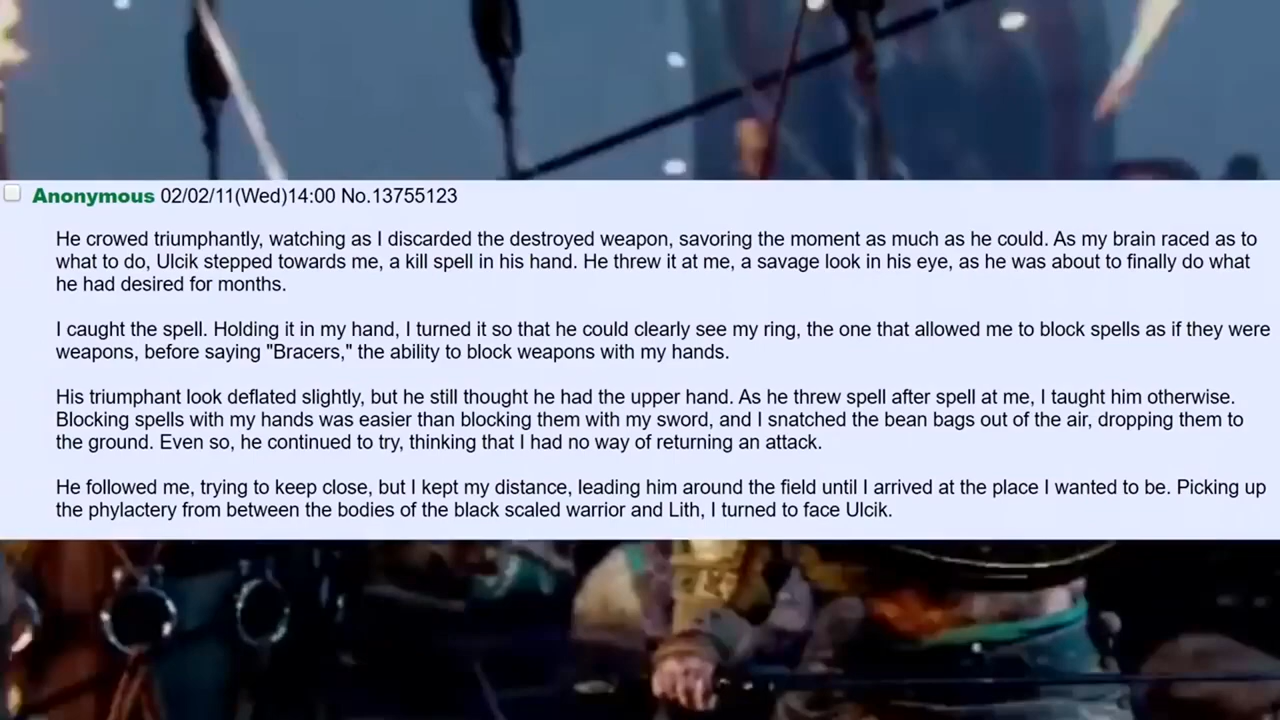 Anonymous 02/02/11(Wed)14:00 No.13755123
He crowed triumphantly, watching as I discarded the destroyed weapon, savoring the moment as much as he could. As my brain raced as to
what to do, Ulcik stepped towards me, a kill spell in his hand. He threw it at me, a savage look in his eye, as he was about to finally do what
he had desired for months.
I caught the spell. Holding it in my hand, I turned it so that he could clearly see my ring, the one that allowed me to block spells as if they were
weapons, before saying "Bracers," the ability to block weapons with my hands.
His triumphant look deflated slightly, but he still thought he had the upper hand. As he threw spell after spell at me, I taught him otherwise.
Blocking spells with my hands was easier than blocking them with my sword, and I snatched the bean bags out of the air, dropping them to
the ground. Even so, he continued to try, thinking that I had no way of returning an attack.
He followed me, trying to keep close, but I kept my distance, leading him around the field until I arrived at the place I wanted to be. Picking up
the phylactery from between the bodies of the black scaled warrior and Lith, I turned to face Ulcik.